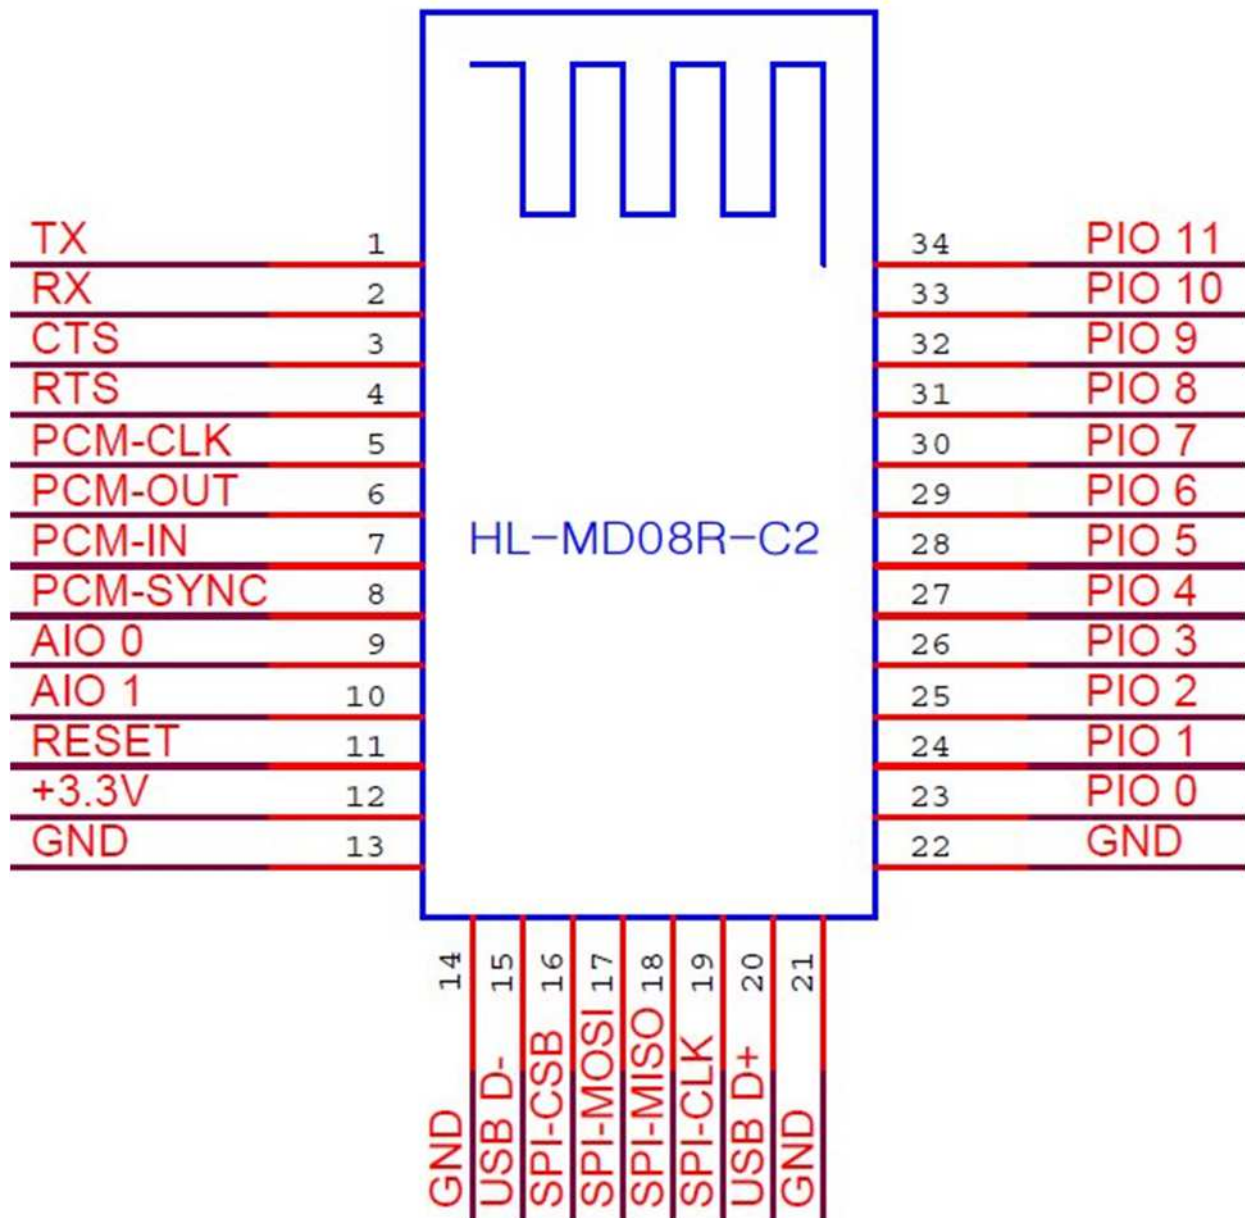 TX 1 34 PIO 11
RX 2 33 PIO 10
CTS 3 32 PIO 9
RTS 4 31 PIO 8
PCM-CLK 5 30 PIO 7
PCM-OUT 6 29 PIO 6
PCM-IN 7 28 PIO 5
HL-MD08R-C2
PCM-SYNC 8 27 PIO 4
AIO 0 9 26 PIO 3
AIO 1 10 25 PIO 2
RESET 11 24 PIO 1
+3.3V 12 23 PIO 0
GND 13 22 GND
14 GND
15 USB D-
16 SPI-CSB
17 SPI-MOSI
18 SPI-MISO
19 SPI-CLK
20 USB D+
21 GND